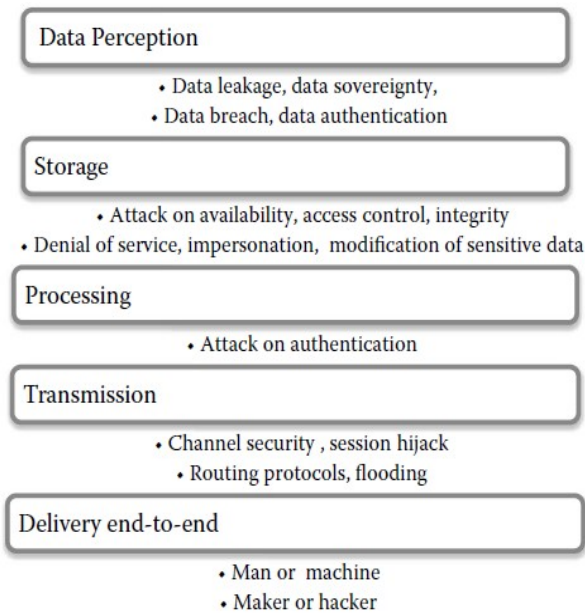 Data Perception
• Data leakage, data sovereignty,
• Data breach, data authentication
Storage
• Attack on availability, access control, integrity
• Denial of service, impersonation, modification of sensitive data
Processing
• Attack on authentication
Transmission
• Channel security , session hijack
• Routing protocols, flooding
Delivery end-to-end
• Man or machine
• Maker or hacker